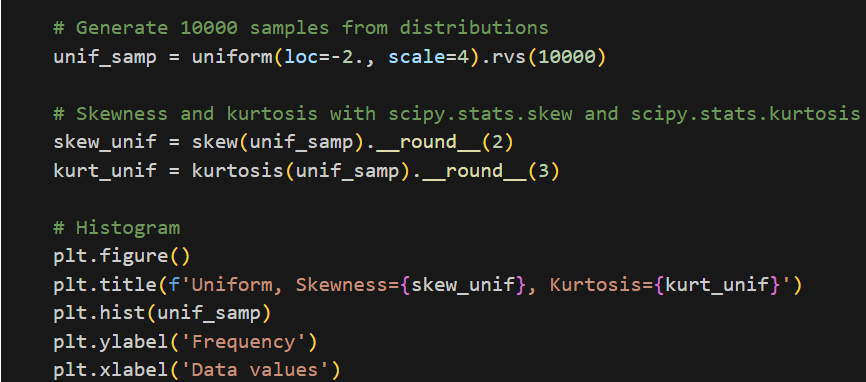 # Generate 10000 samples from distributions
unif_samp = uniform(loc=-2., scale=4).rvs(10000)
# Skewness and kurtosis with scipy.stats.skew and scipy.stats.kurtosis
skew_unif = skew(unif_samp).__round__(2)
kurt_unif = kurtosis(unif_samp).__round__(3)
# Histogram
plt.figure()
plt.title(f'Uniform, Skewness={skew_unif}, Kurtosis={kurt_unif}')
plt.hist(unif_samp)
plt.ylabel('Frequency')
plt.xlabel('Data values')